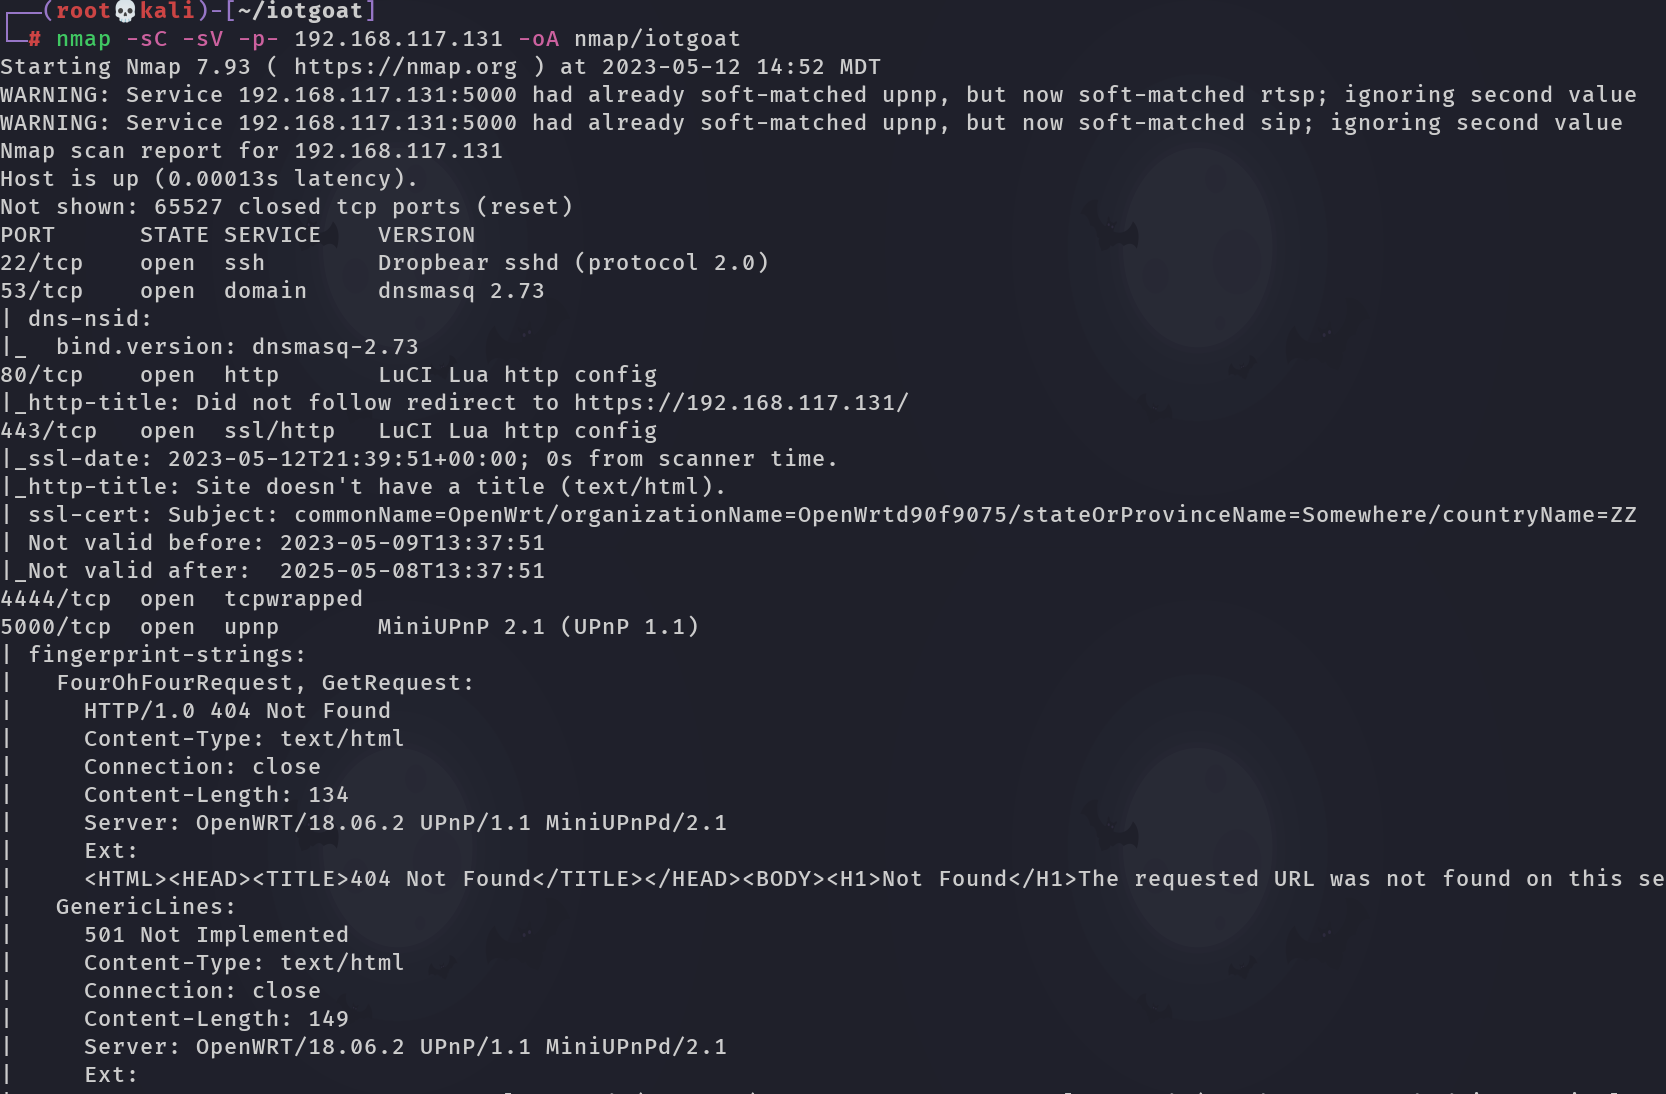 ┌──(root💀kali)-[~/iotgoat]
└─# nmap -sC -sV -p- 192.168.117.131 -oA nmap/iotgoat
Starting Nmap 7.93 ( https://nmap.org ) at 2023-05-12 14:52 MDT
WARNING: Service 192.168.117.131:5000 had already soft-matched upnp, but now soft-matched rtsp; ignoring second value
WARNING: Service 192.168.117.131:5000 had already soft-matched upnp, but now soft-matched sip; ignoring second value
Nmap scan report for 192.168.117.131
Host is up (0.00013s latency).
Not shown: 65527 closed tcp ports (reset)
PORT     STATE SERVICE    VERSION
22/tcp   open  ssh        Dropbear sshd (protocol 2.0)
53/tcp   open  domain     dnsmasq 2.73
| dns-nsid:
|_  bind.version: dnsmasq-2.73
80/tcp   open  http       LuCI Lua http config
|_http-title: Did not follow redirect to https://192.168.117.131/
443/tcp  open  ssl/http   LuCI Lua http config
|_ssl-date: 2023-05-12T21:39:51+00:00; 0s from scanner time.
|_http-title: Site doesn't have a title (text/html).
| ssl-cert: Subject: commonName=OpenWrt/organizationName=OpenWrtd90f9075/stateOrProvinceName=Somewhere/countryName=ZZ
| Not valid before: 2023-05-09T13:37:51
|_Not valid after:  2025-05-08T13:37:51
4444/tcp open  tcpwrapped
5000/tcp open  upnp       MiniUPnP 2.1 (UPnP 1.1)
| fingerprint-strings:
|   FourOhFourRequest, GetRequest:
|     HTTP/1.0 404 Not Found
|     Content-Type: text/html
|     Connection: close
|     Content-Length: 134
|     Server: OpenWRT/18.06.2 UPnP/1.1 MiniUPnPd/2.1
|     Ext:
|     <HTML><HEAD><TITLE>404 Not Found</TITLE></HEAD><BODY><H1>Not Found</H1>The requested URL was not found on this se
|   GenericLines:
|     501 Not Implemented
|     Content-Type: text/html
|     Connection: close
|     Content-Length: 149
|     Server: OpenWRT/18.06.2 UPnP/1.1 MiniUPnPd/2.1
|     Ext: